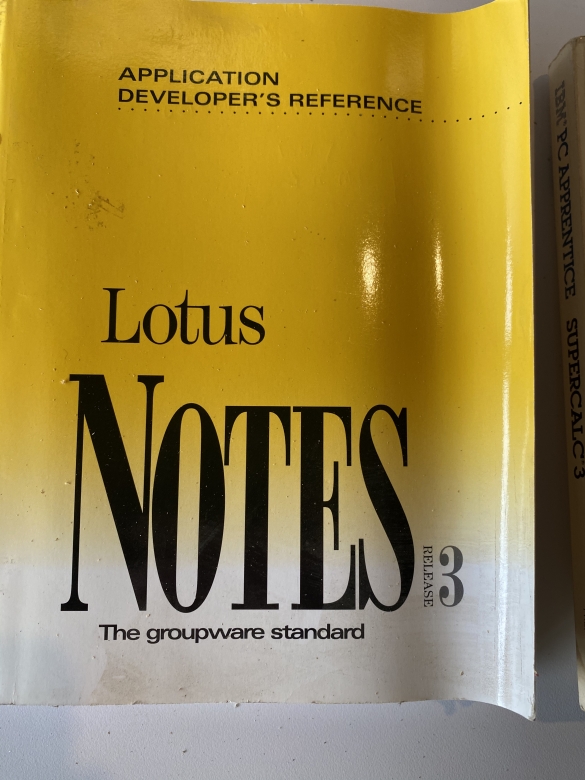 APPLICATION
DEVELOPER'S REFERENCE
Lotus
NOTES
RELEASE 3
The groupware standard
IBM PC APPRENTICE SUPERCALC 3